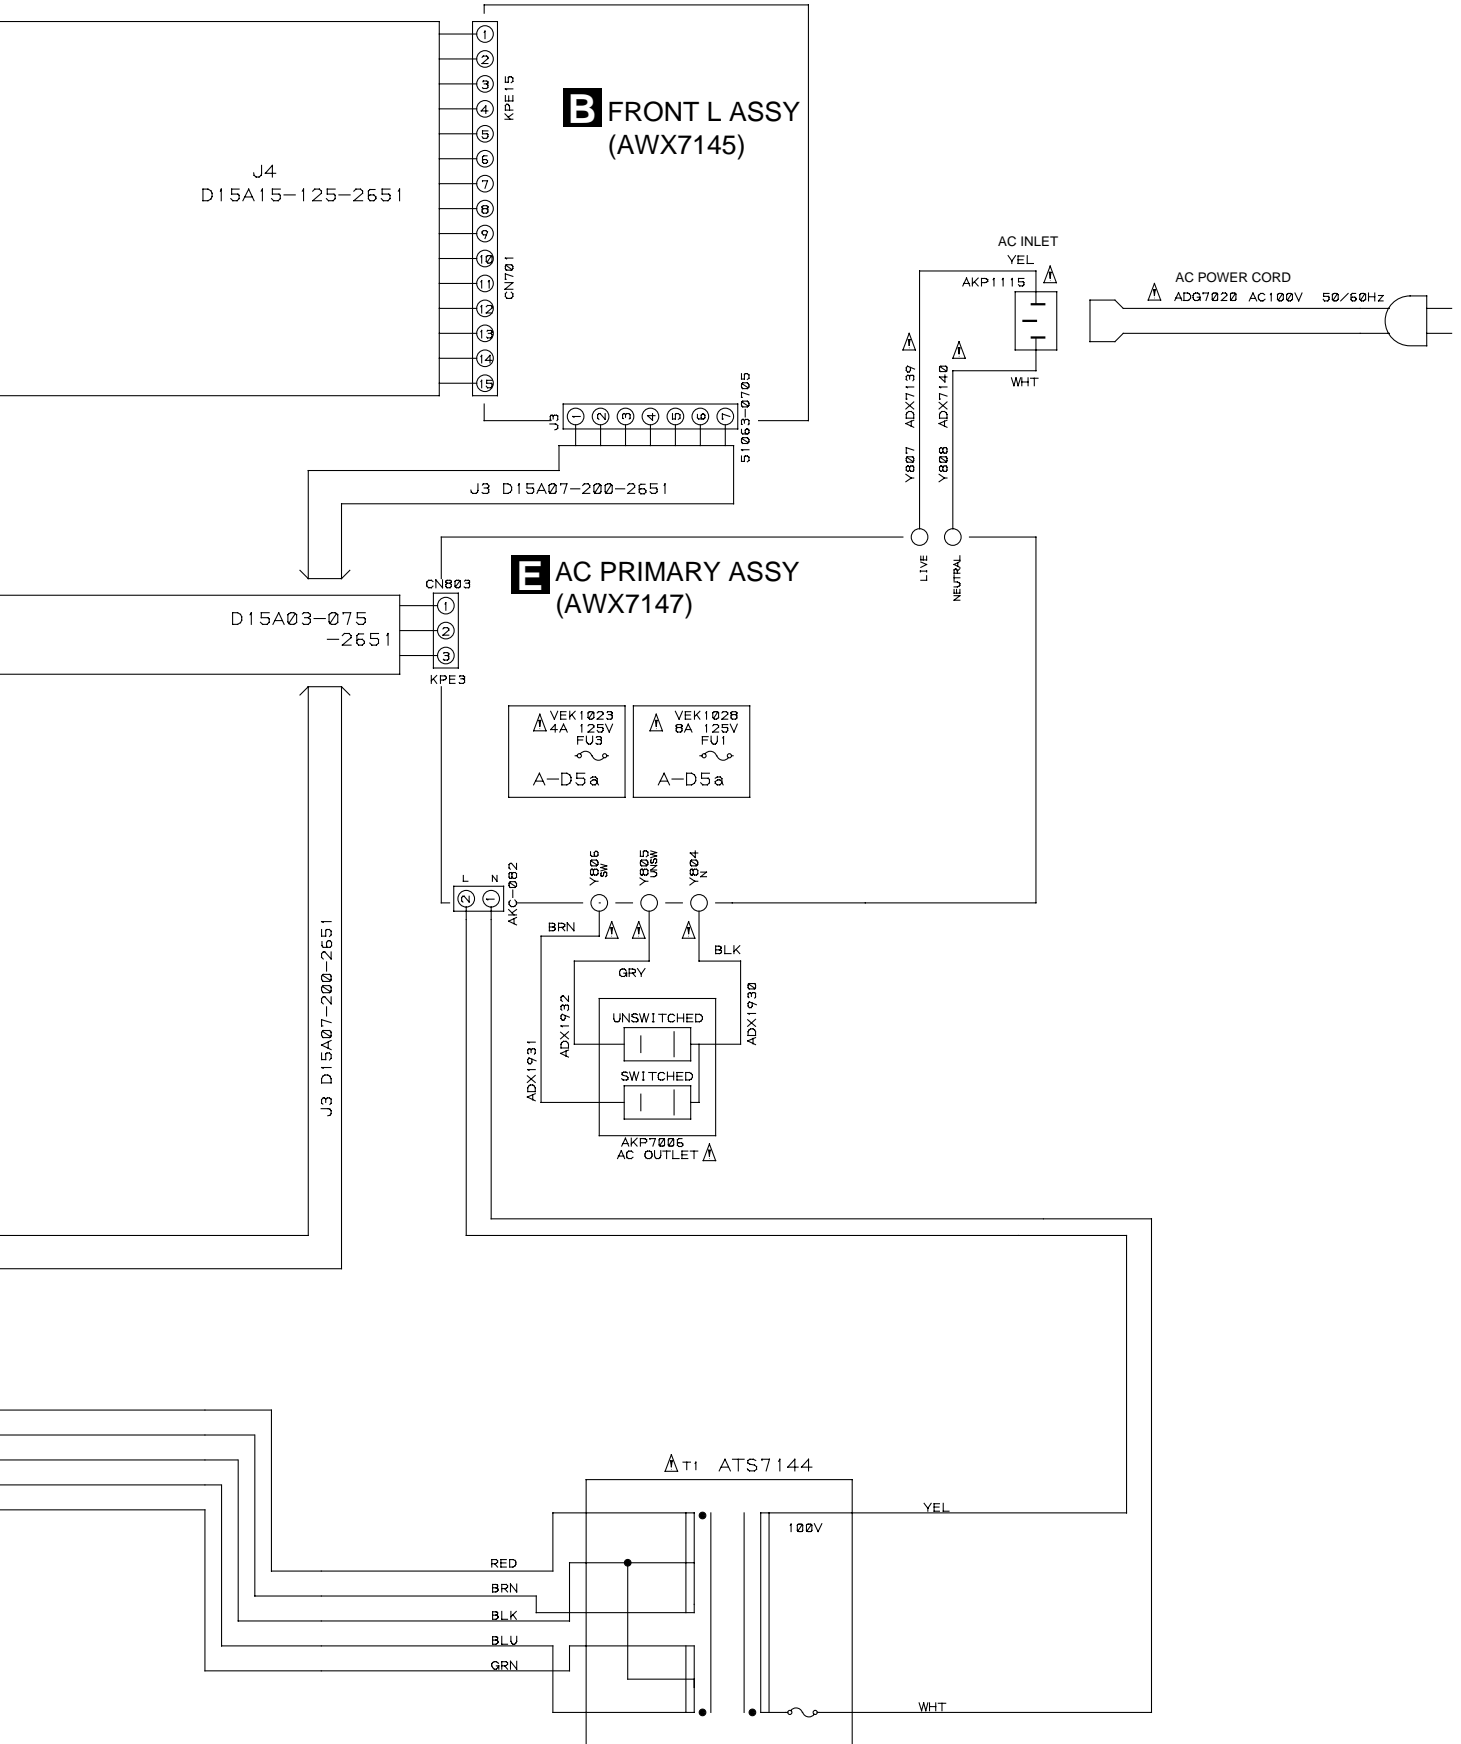 1
2
3
4
5
6
7
8
9
10
11
12
13
14
15
KPE15
CN701
B FRONT L ASSY
(AWX7145)
J4
D15A15-125-2651
AC INLET
YEL
AKP1115
WHT
AC POWER CORD
ADG7020 AC100V 50/60Hz
Y807 ADX7139
Y808 ADX7140
J3
1 2 3 4 5 6 7
51063-0705
J3 D15A07-200-2651
LIVE
NEUTRAL
E AC PRIMARY ASSY
(AWX7147)
CN803
1
2
3
KPE3
D15A03-075
-2651
VEK1023
4A 125V
FU3
A-D5a
VEK1028
8A 125V
FU1
A-D5a
L N
2 1
AKC-082
Y806
SW
Y805
UNSW
Y804
N
BRN
GRY
BLK
ADX1931
ADX1932
ADX1930
UNSWITCHED
SWITCHED
AKP7006
AC OUTLET
J3 D15A07-200-2651
T1 ATS7144
100V
YEL
WHT
RED
BRN
BLK
BLU
GRN